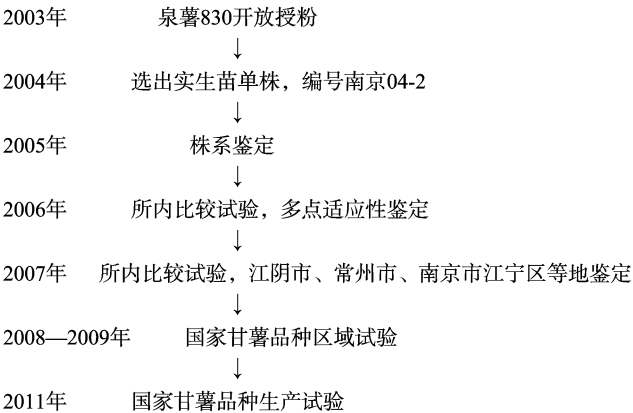 2003年 泉薯830开放授粉
↓
2004年 选出实生苗单株，编号南京04-2
↓
2005年 株系鉴定
↓
2006年 所内比较试验，多点适应性鉴定
↓
2007年 所内比较试验，江阴市、常州市、南京市江宁区等地鉴定
↓
2008—2009年 国家甘薯品种区域试验
↓
2011年 国家甘薯品种生产试验